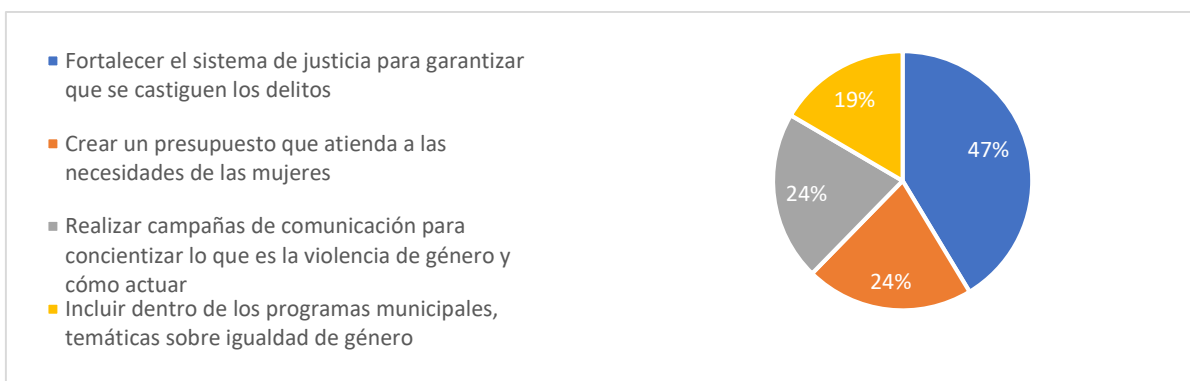 Fortalecer el sistema de justicia para garantizar
que se castiguen los delitos
Crear un presupuesto que atienda a las
necesidades de las mujeres
Realizar campañas de comunicación para
concientizar lo que es la violencia de género y
cómo actuar
Incluir dentro de los programas municipales,
temáticas sobre igualdad de género
19%
47%
24%
24%